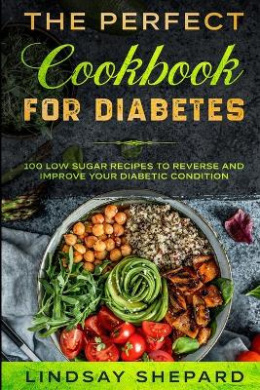 THE PERFECT
Cookbook
FOR DIABETES
100 LOW SUGAR RECIPES TO REVERSE AND
IMPROVE YOUR DIABETIC CONDITION
LINDSAY SHEPARD